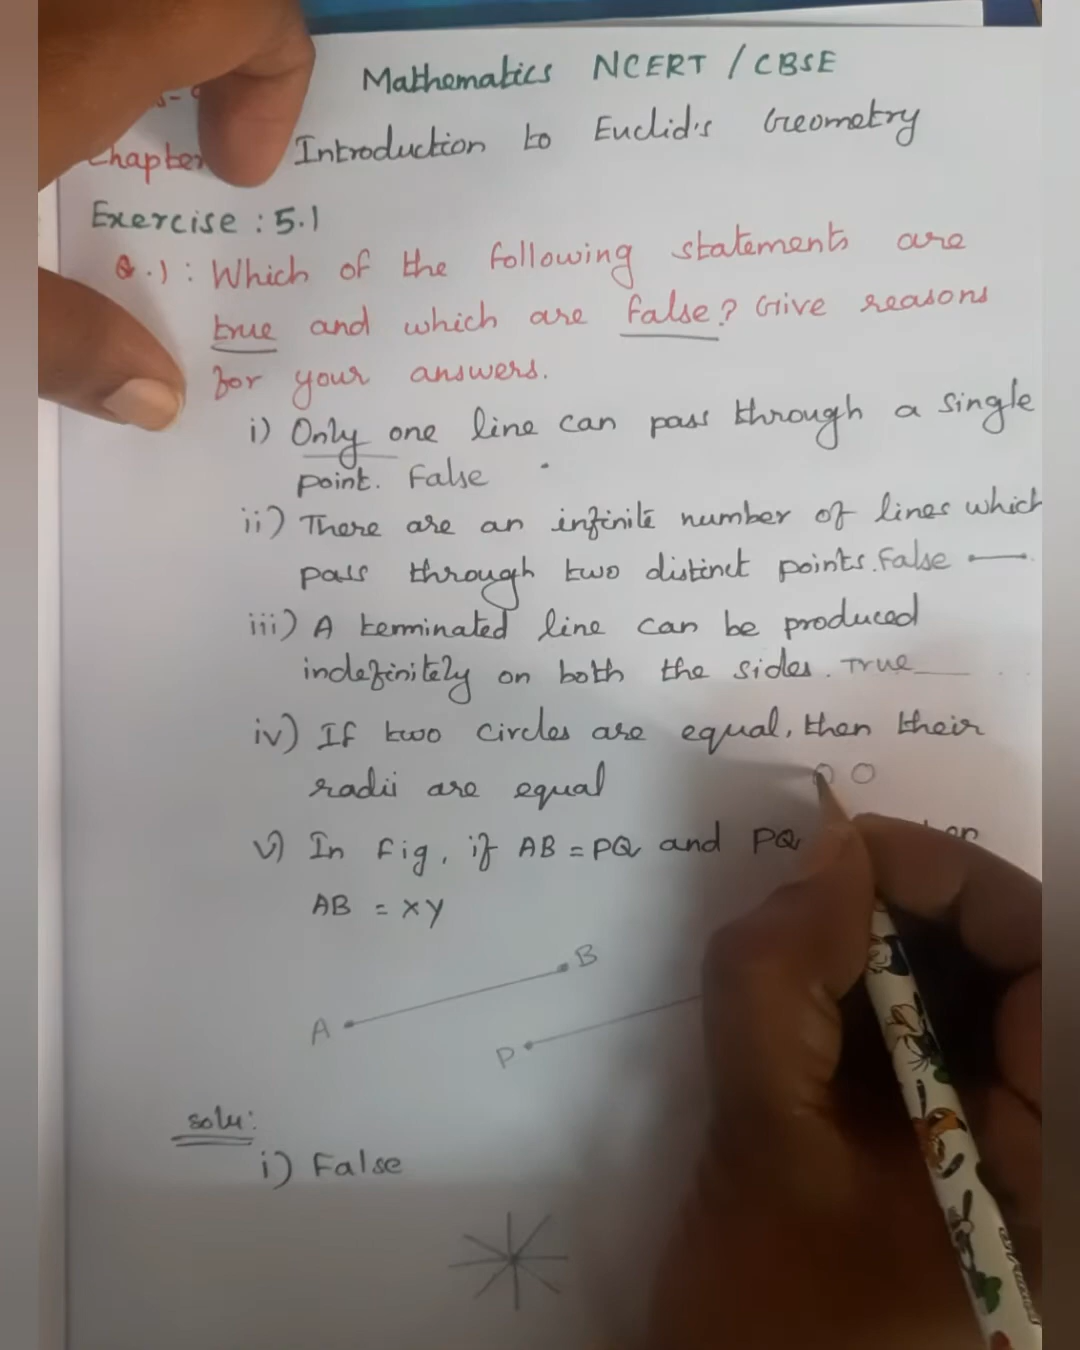 Mathematics NCERT / CBSE
Chapter Introduction to Euclid's Geometry
Exercise : 5.1
Q.1: Which of the following statements are
true and which are false? Give reasons
for your answers.
i) Only one line can pass through a single
point. False
ii) There are an infinite number of lines which
pass through two distinct points. False
iii) A terminated line can be produced
indefinitely on both the sides. True
iv) If two circles are equal, then their
radii are equal
v) In fig, if AB = PQ and PQ
AB = XY
B
A
P
Solu:
i) False